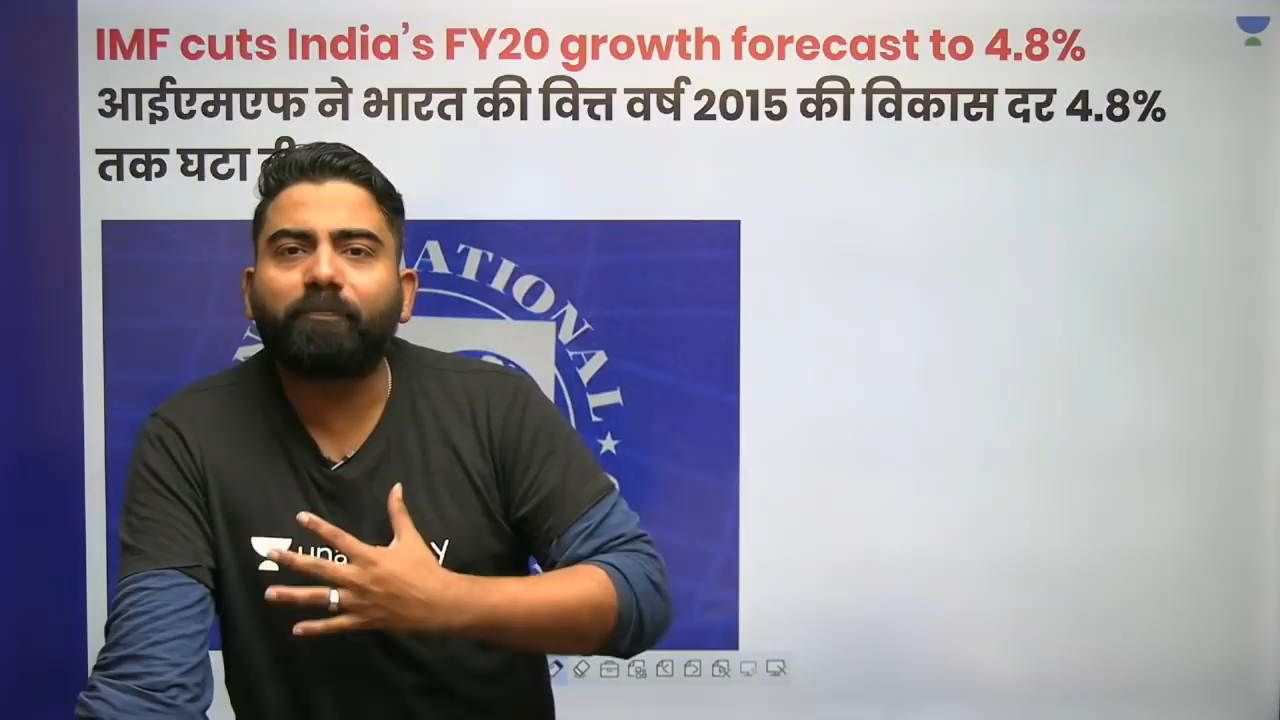 IMF cuts India’s FY20 growth forecast to 4.8%
आईएमएफ ने भारत की वित्त वर्ष 2015 की विकास दर 4.8%
तक घटा